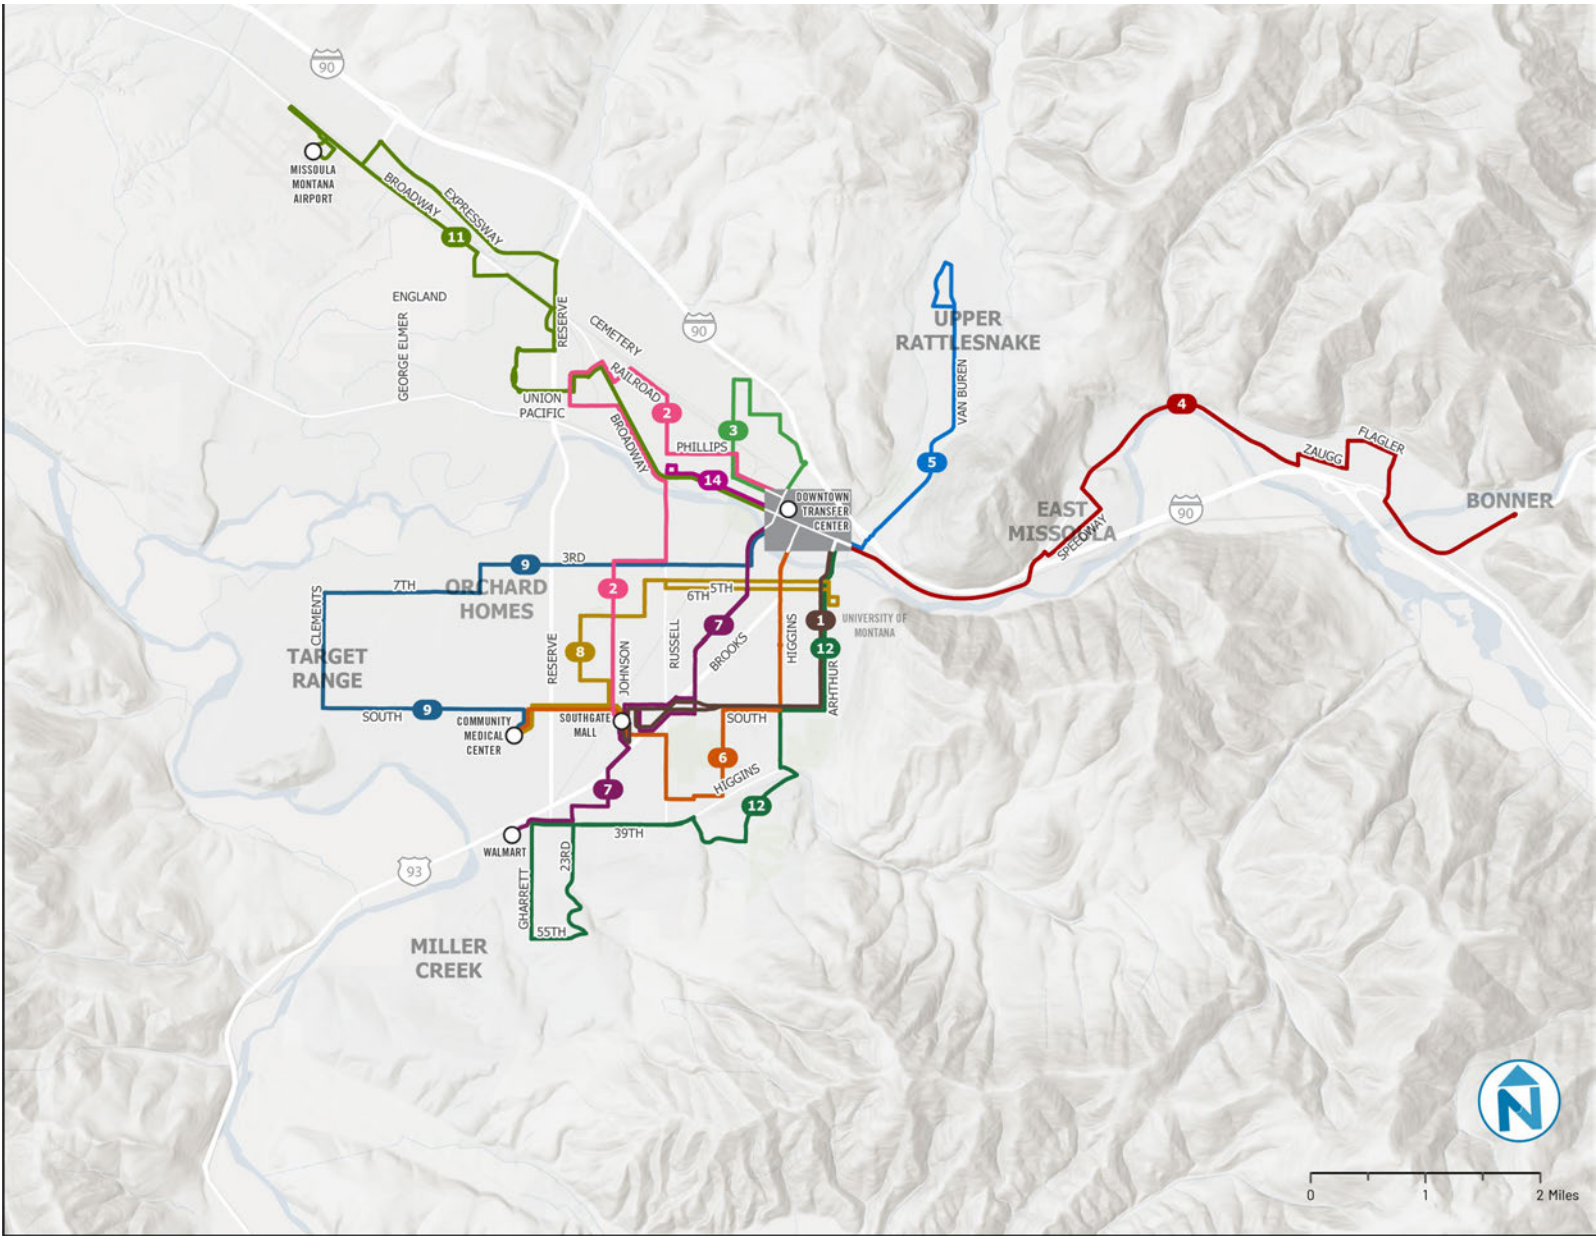 90
MISSOULA
MONTANA
AIRPORT
BROADWAY
EXPRESSWAY
11
ENGLAND
GEORGE ELMER
RESERVE
CEMETERY
90
UPPER
RATTLESNAKE
VAN BUREN
RAILROAD
UNION
PACIFIC
BROADWAY
2
3
PHILLIPS
14
5
4
FLAGLER
ZAUGG
BONNER
DOWNTOWN
TRANSFER
CENTER
EAST
MISSOULA
SPEEDWAY
90
9
3RD
7TH
ORCHARD
HOMES
2
5TH
6TH
CLEMENTS
TARGET
RANGE
RESERVE
8
JOHNSON
RUSSELL
7
BROOKS
HIGGINS
1
12
ARHTHUR
UNIVERSITY OF
MONTANA
SOUTH
9
COMMUNITY
MEDICAL
CENTER
SOUTHGATE
MALL
SOUTH
6
HIGGINS
7
12
WALMART
39TH
23RD
93
GHARRETT
55TH
MILLER
CREEK
N
0 1 2 Miles